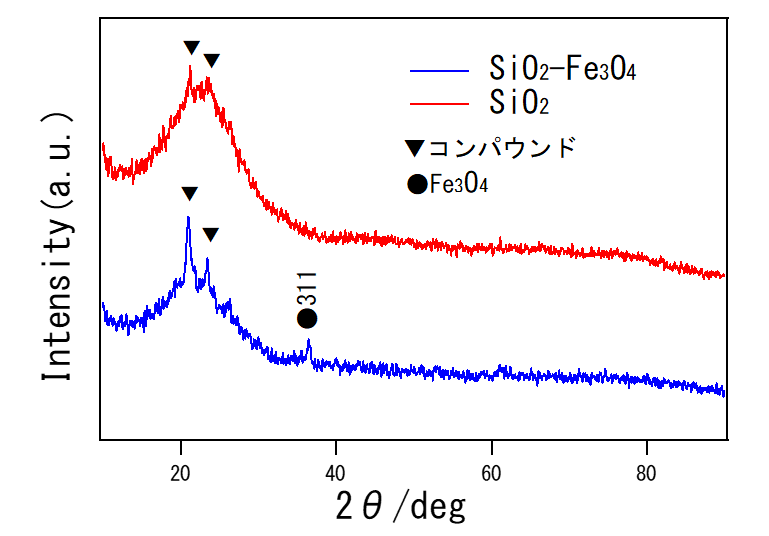 ▼ ▼
SiO2-Fe3O4
SiO2
▼コンパウンド
●Fe3O4
▼ ▼
●311
Intensity(a.u.)
20 40 60 80
2θ/deg